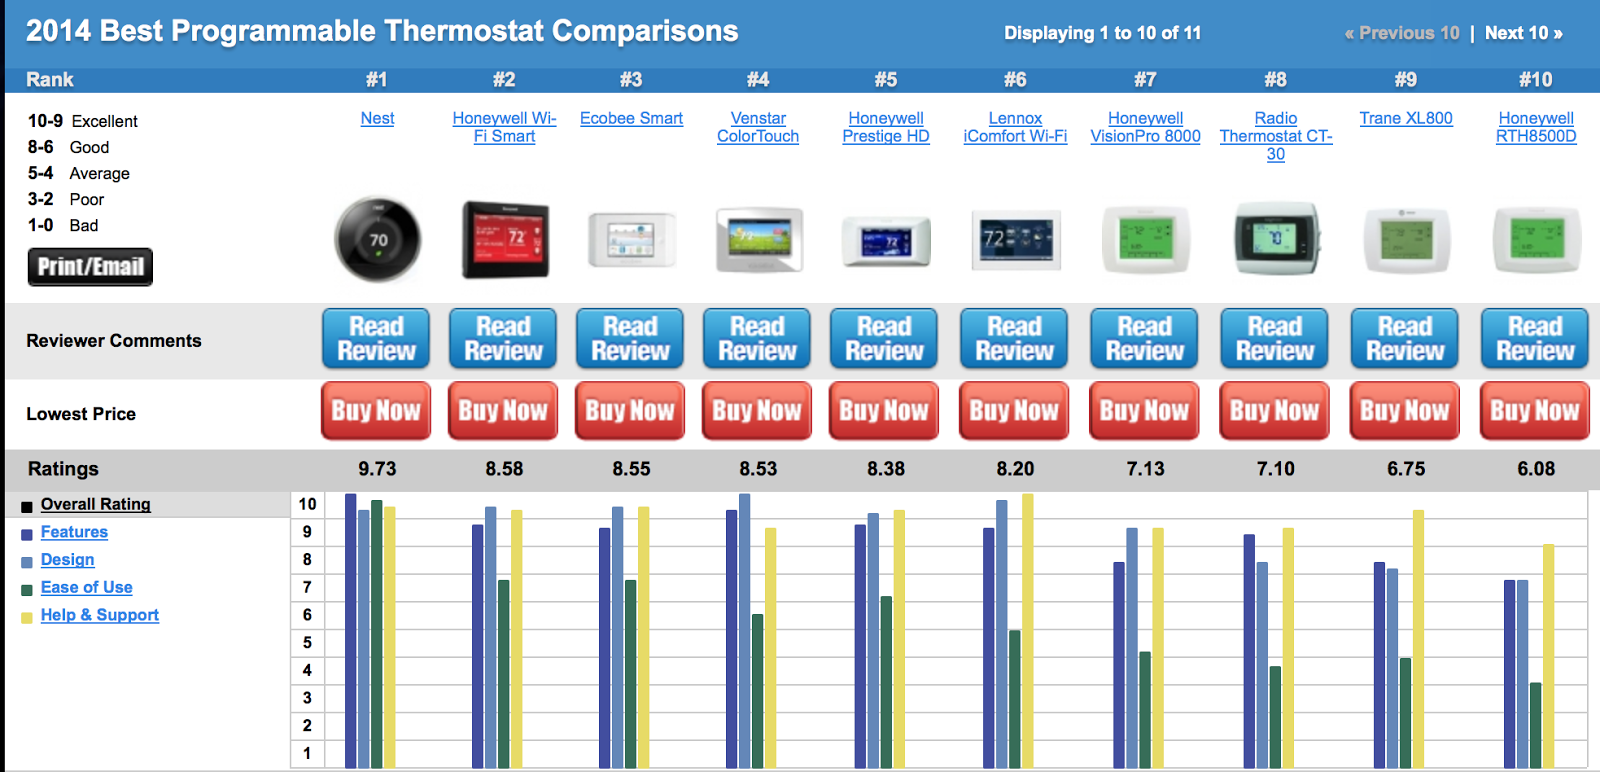 2014 Best Programmable Thermostat Comparisons
Displaying 1 to 10 of 11
« Previous 10 | Next 10 »
Rank #1 #2 #3 #4 #5 #6 #7 #8 #9 #10
10-9 Excellent
8-6 Good
5-4 Average
3-2 Poor
1-0 Bad
Print/Email
Nest
Honeywell Wi-
Fi Smart
Ecobee Smart
Venstar
ColorTouch
Honeywell
Prestige HD
Lennox
iComfort Wi-Fi
Honeywell
VisionPro 8000
Radio
Thermostat CT-
30
Trane XL800
Honeywell
RTH8500D
nest
70
72
72
72
72
70
Reviewer Comments
Read
Review
Read
Review
Read
Review
Read
Review
Read
Review
Read
Review
Read
Review
Read
Review
Read
Review
Read
Review
Lowest Price
Buy Now Buy Now Buy Now Buy Now Buy Now Buy Now Buy Now Buy Now Buy Now Buy Now
Ratings 9.73 8.58 8.55 8.53 8.38 8.20 7.13 7.10 6.75 6.08
Overall Rating
Features
Design
Ease of Use
Help & Support
10
9
8
7
6
5
4
3
2
1